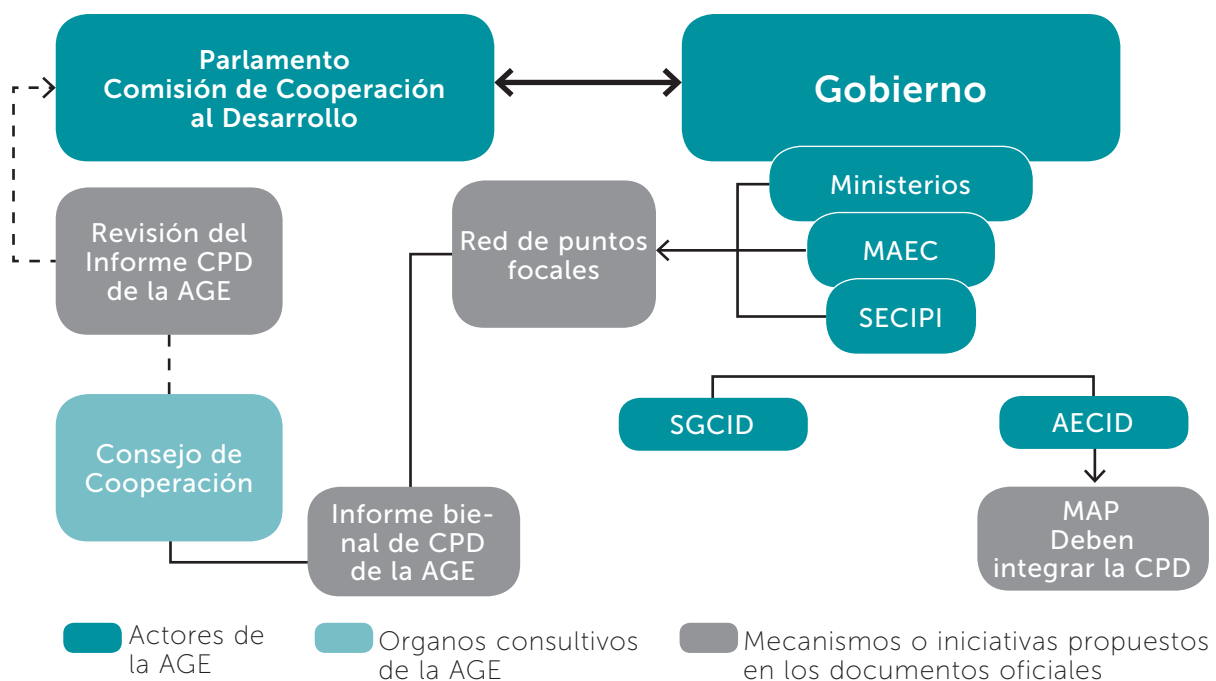 Parlamento
Comisión de Cooperación
al Desarrollo
Gobierno
Ministerios
MAEC
SECIPI
Revisión del
Informe CPD
de la AGE
Red de puntos
focales
SGCID
AECID
Consejo de
Cooperación
Informe bie-
nal de CPD
de la AGE
MAP
Deben
integrar la CPD
Actores de
la AGE
Organos consultivos
de la AGE
Mecanismos o iniciativas propuestos
en los documentos oficiales